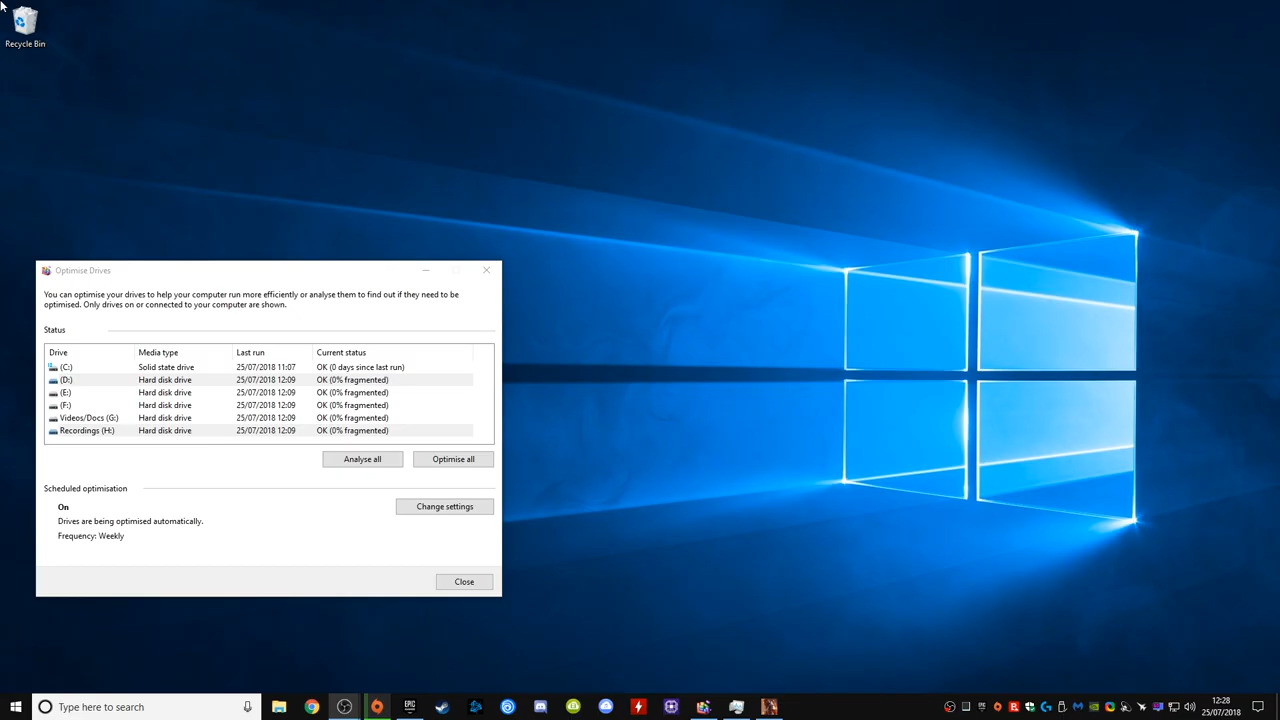 Recycle Bin
Optimise Drives
You can optimise your drives to help your computer run more efficiently or analyse them to find out if they need to be
optimised. Only drives on or connected to your computer are shown.
Status
Drive Media type Last run Current status
(C:) Solid state drive 25/07/2018 11:07 OK (0 days since last run)
(D:) Hard disk drive 25/07/2018 12:09 OK (0% fragmented)
(E:) Hard disk drive 25/07/2018 12:09 OK (0% fragmented)
(F:) Hard disk drive 25/07/2018 12:09 OK (0% fragmented)
Videos/Docs (G:) Hard disk drive 25/07/2018 12:09 OK (0% fragmented)
Recordings (H:) Hard disk drive 25/07/2018 12:09 OK (0% fragmented)
Analyse all Optimise all
Scheduled optimisation
On
Change settings
Drives are being optimised automatically.
Frequency: Weekly
Close
Type here to search
EPIC
12:28
25/07/2018